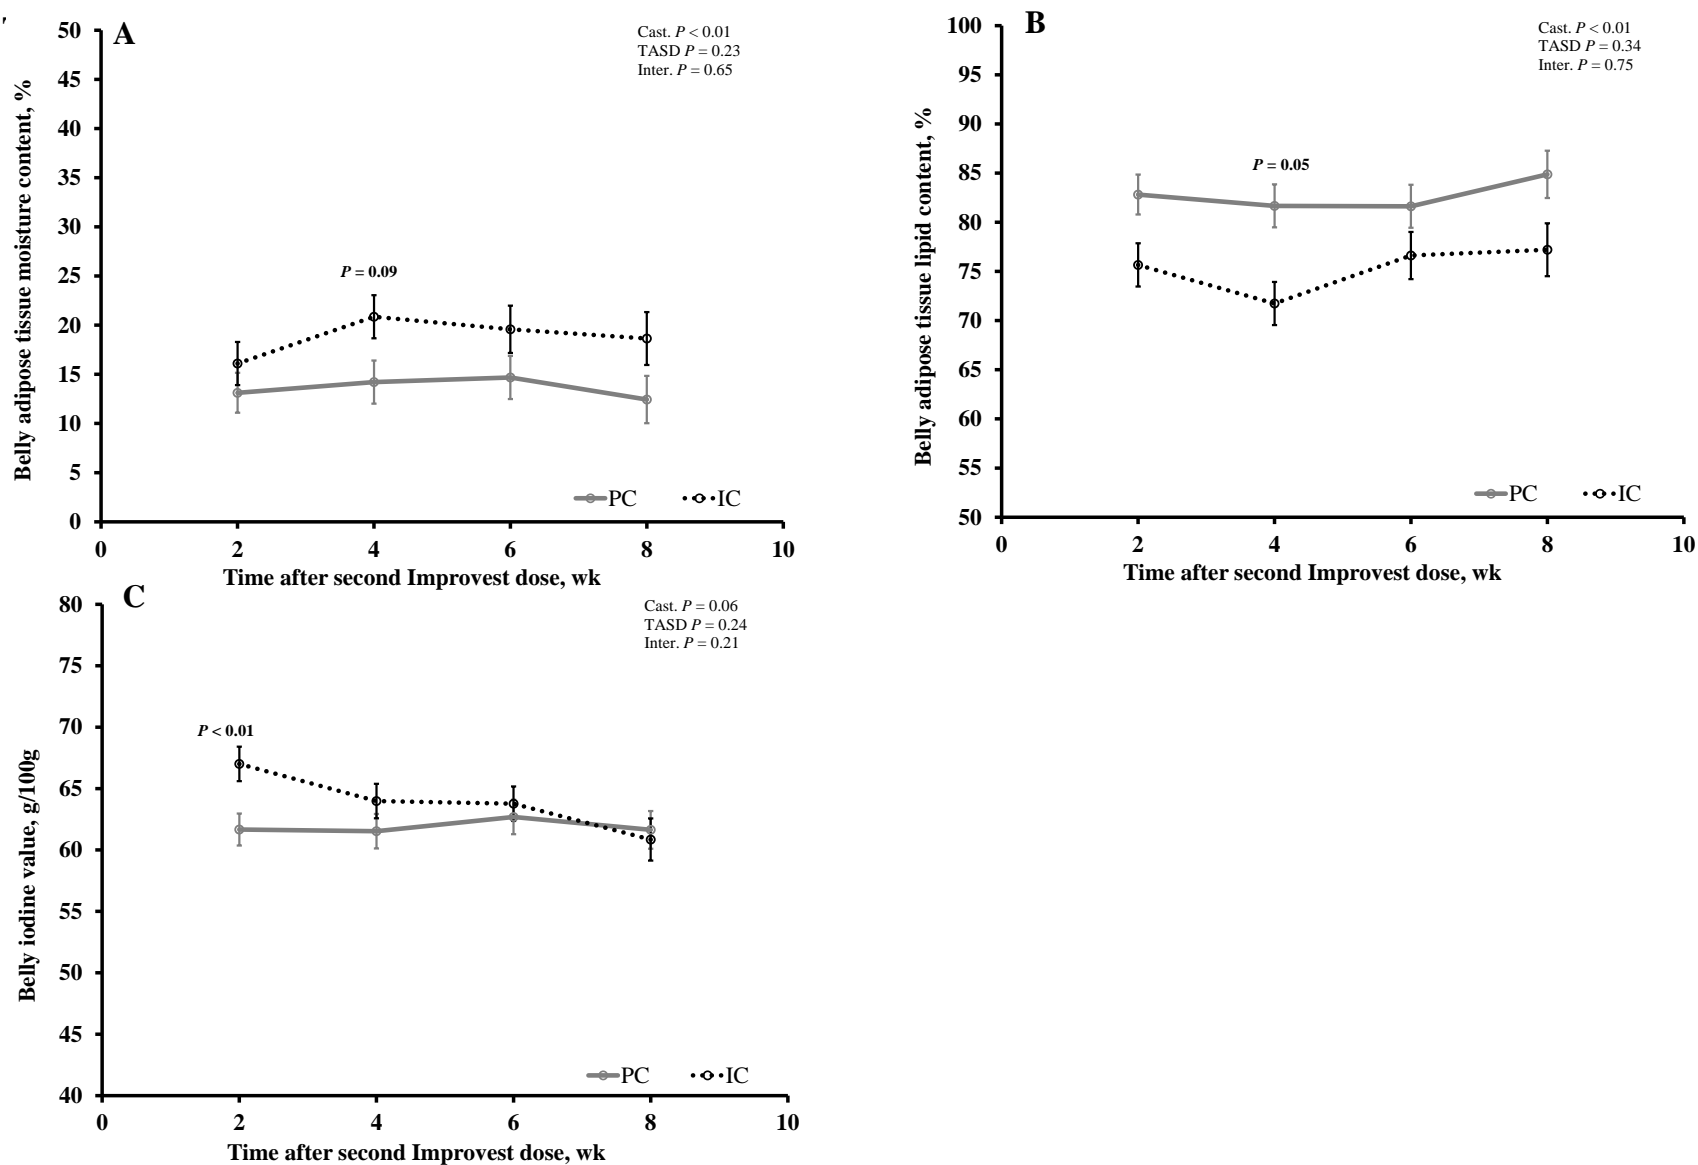 A
Cast. P < 0.01
TASD P = 0.23
Inter. P = 0.65
50
45
40
35
30
25
20
15
10
5
0
Belly adipose tissue moisture content, %
P = 0.09
PC
IC
0
2
4
6
8
10
Time after second Improvest dose, wk
B
Cast. P < 0.01
TASD P = 0.34
Inter. P = 0.75
100
95
90
85
80
75
70
65
60
55
50
Belly adipose tissue lipid content, %
P = 0.05
PC
IC
0
2
4
6
8
10
Time after second Improvest dose, wk
C
Cast. P = 0.06
TASD P = 0.24
Inter. P = 0.21
80
75
70
65
60
55
50
45
40
Belly iodine value, g/100g
P < 0.01
PC
IC
0
2
4
6
8
10
Time after second Improvest dose, wk